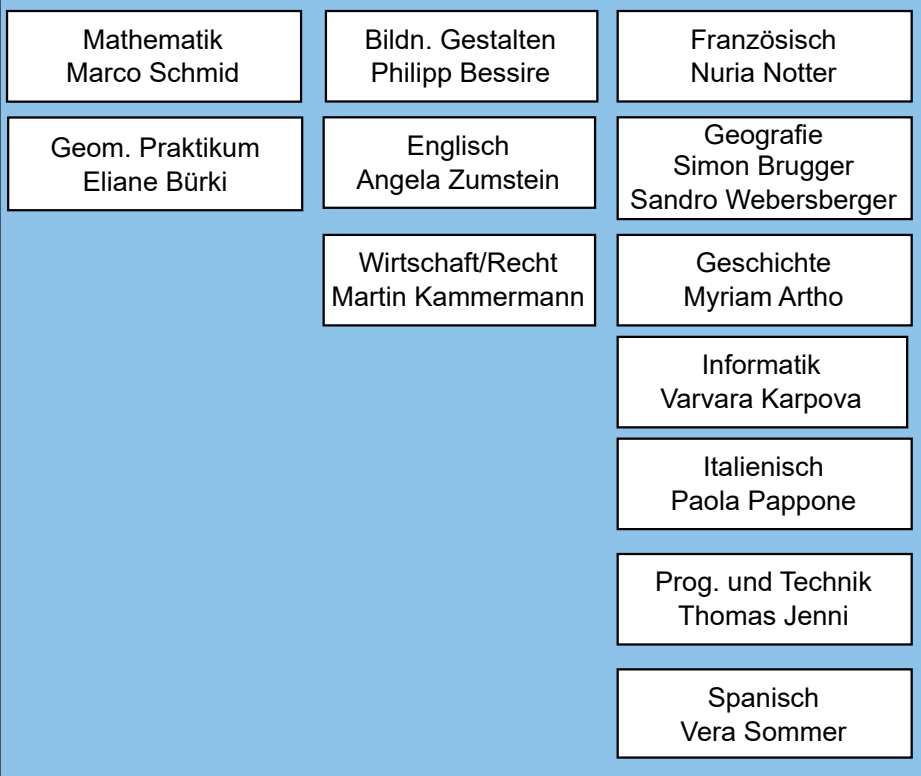 Mathematik
Marco Schmid
Geom. Praktikum
Eliane Bürki
Bildn. Gestalten
Philipp Bessire
Englisch
Angela Zumstein
Wirtschaft/Recht
Martin Kammermann
Französisch
Nuria Notter
Geografie
Simon Brugger
Sandro Webersberger
Geschichte
Myriam Artho
Informatik
Varvara Karpova
Italienisch
Paola Pappone
Prog. und Technik
Thomas Jenni
Spanisch
Vera Sommer